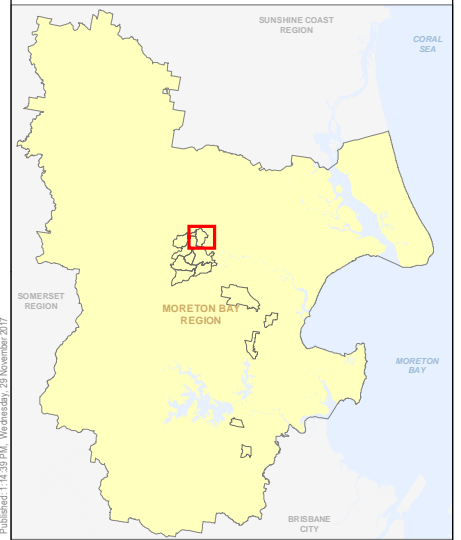 SUNSHINE COAST
REGION
CORAL
SEA
SOMERSET
REGION
MORETON BAY
REGION
MORETON
BAY
BRISBANE
CITY
Published: 1:14:39 PM, Wednesday, 29 November 2017